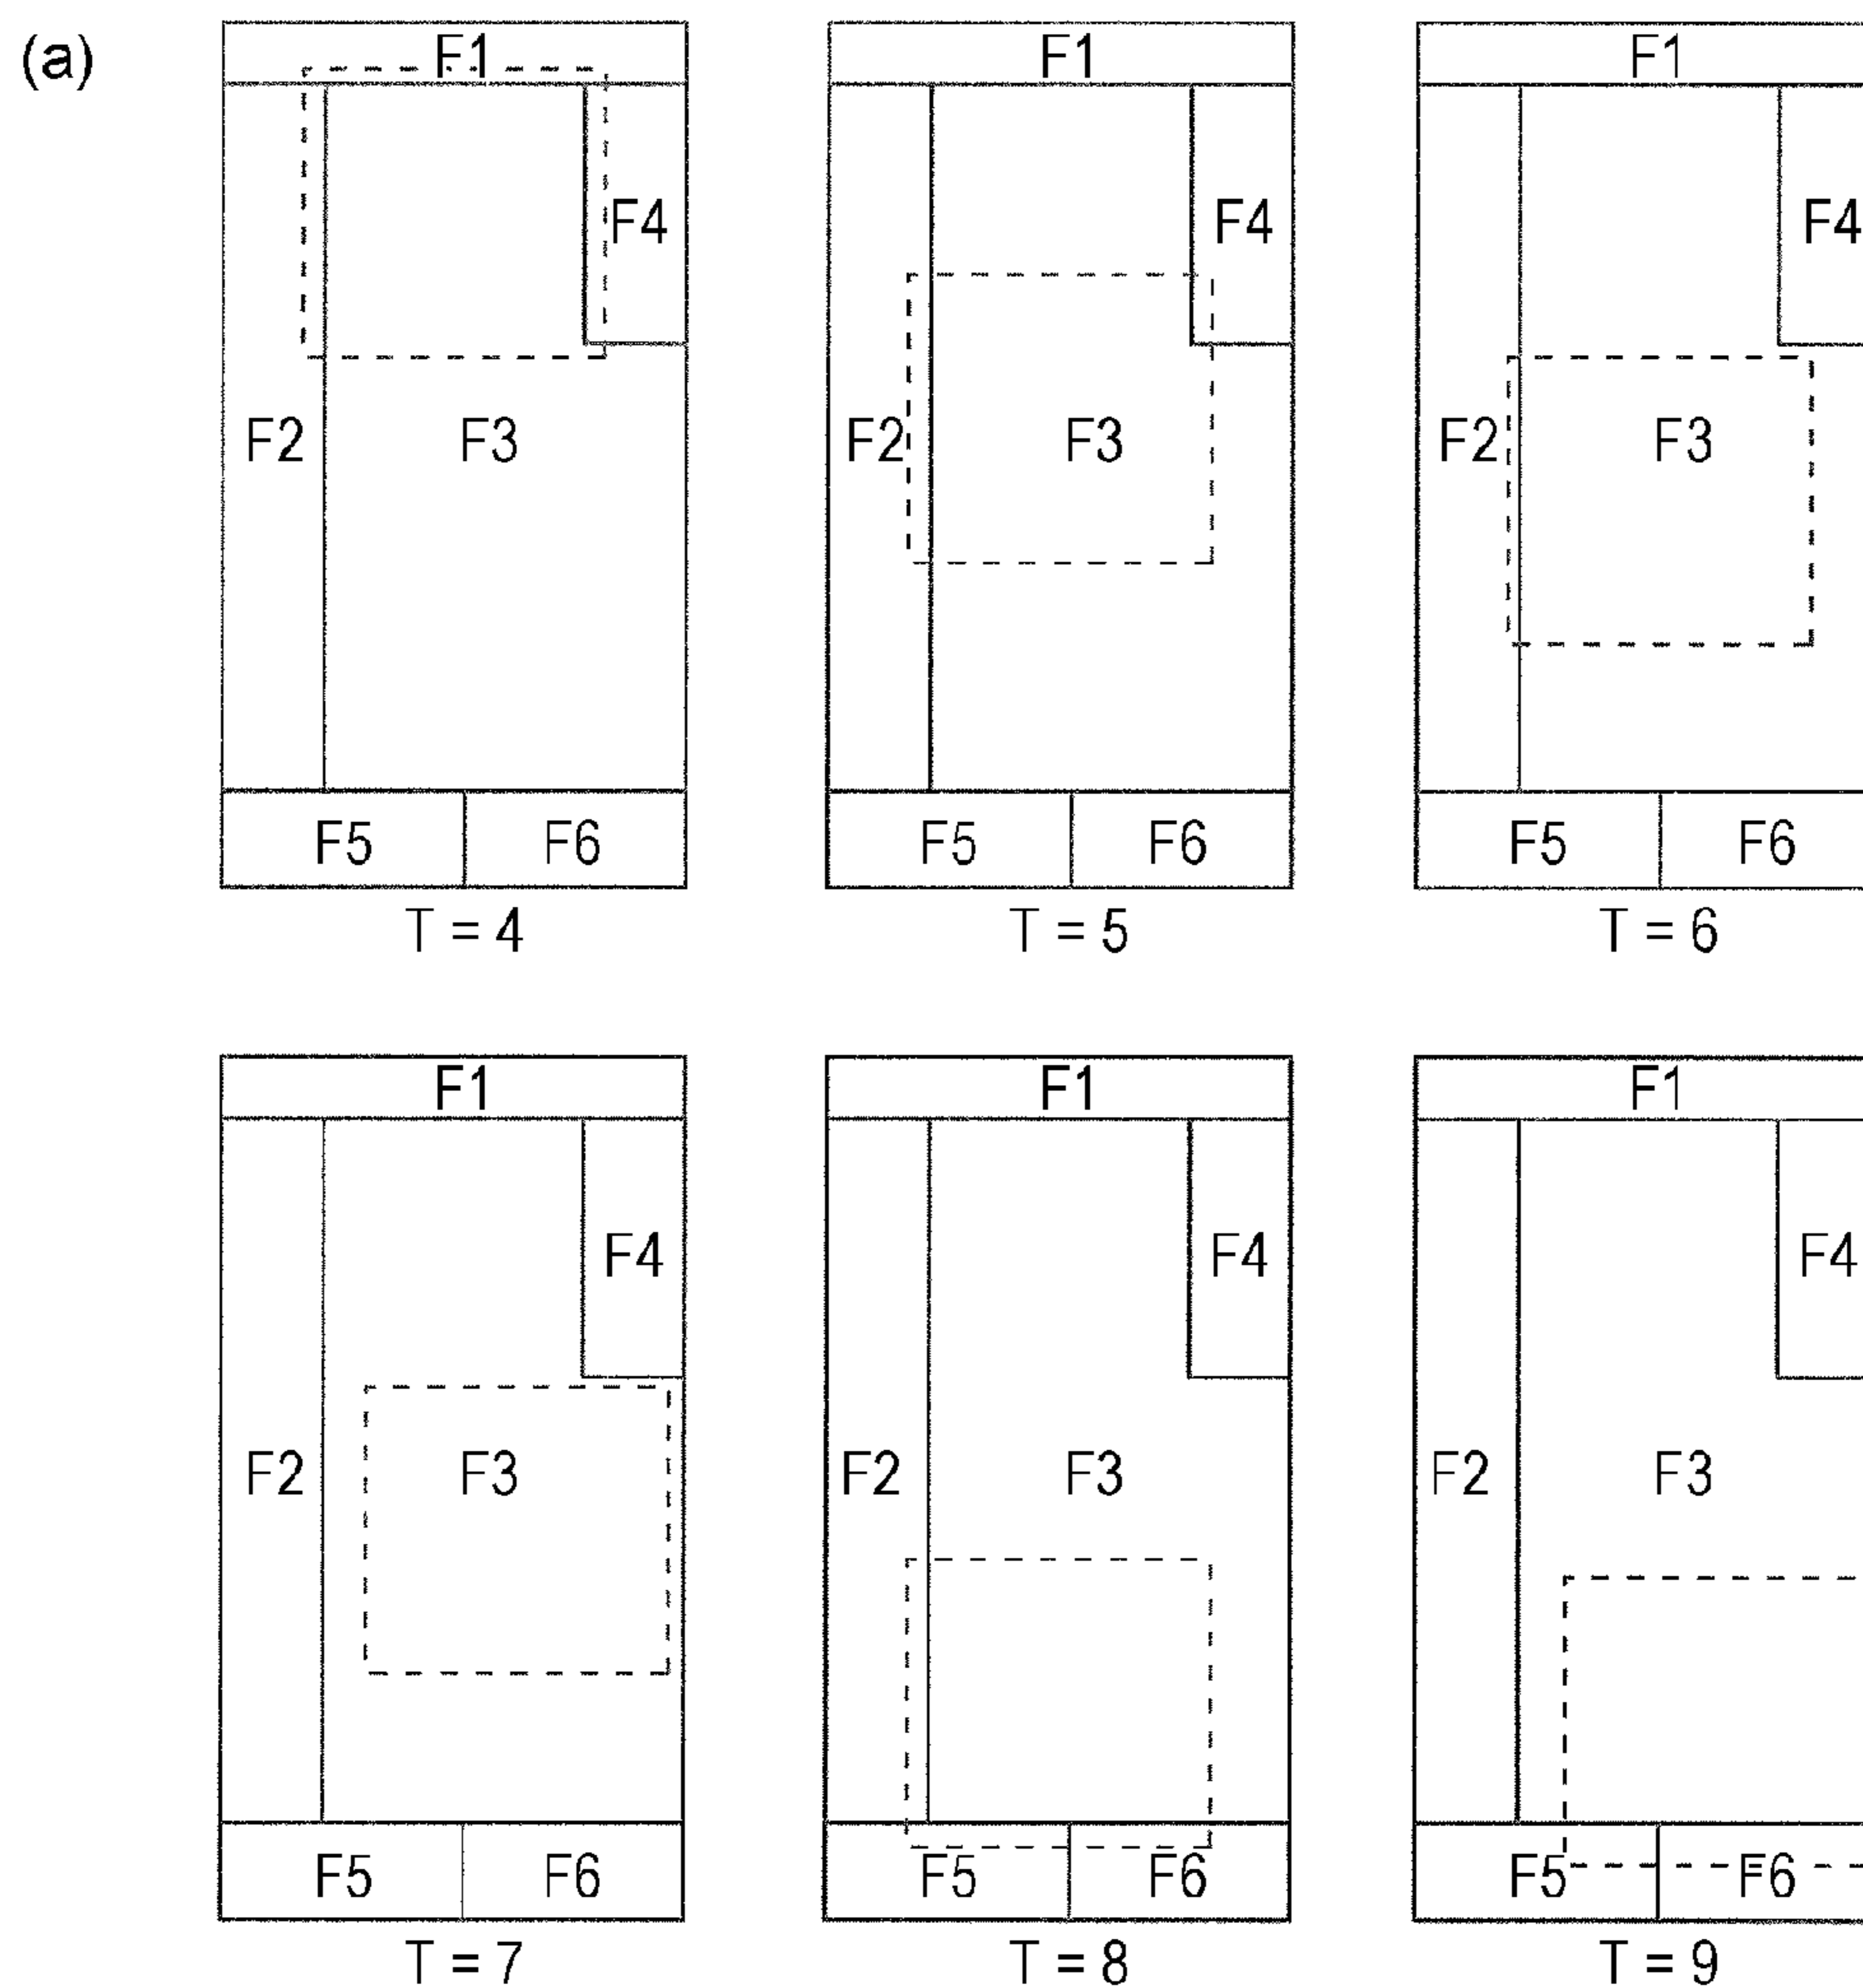 (a)
F1 F1 F1
F4 F4 F4
F2 F3 F2 F3 F2 F3
F5 F6 F5 F6 F5 F6
T = 4 T = 5 T = 6
F1 F1 F1
F4 F4 F4
F2 F3 F2 F3 F2 F3
F5 F6 F5 F6 F5 F6
T = 7 T = 8 T = 9